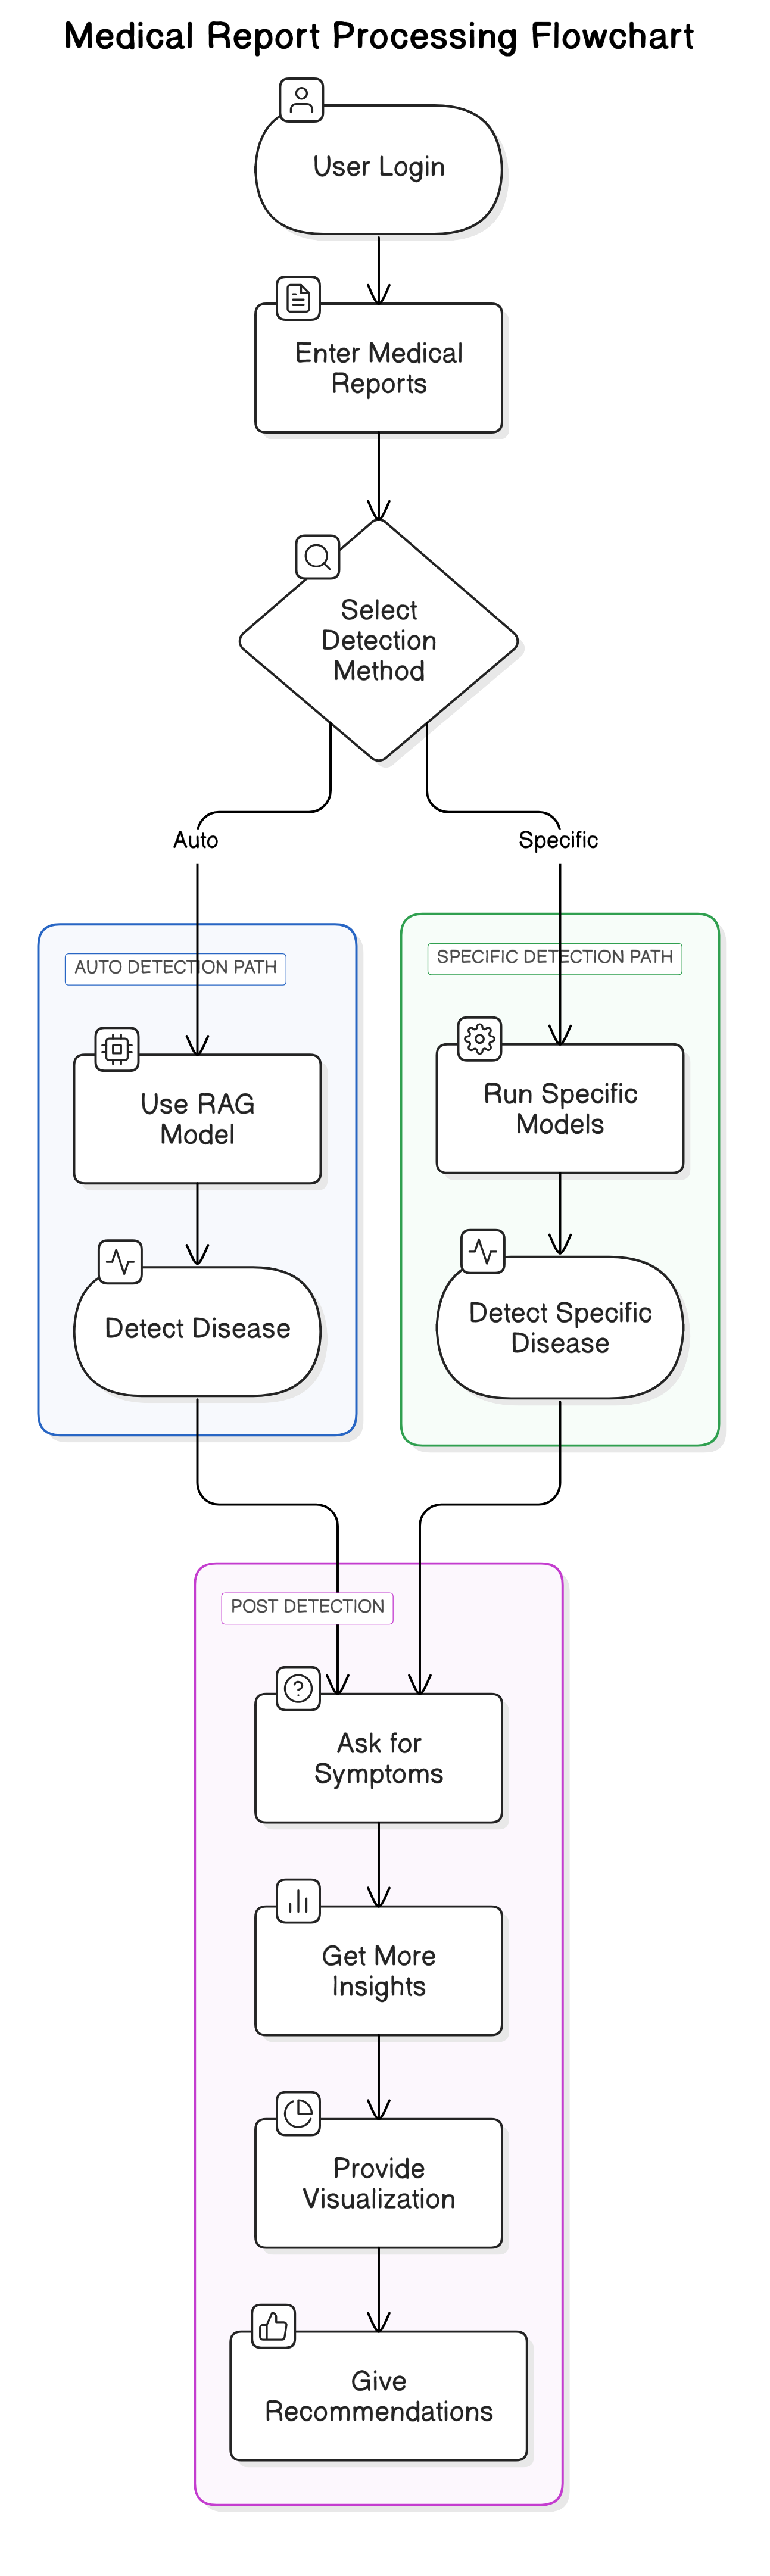 Medical Report Processing Flowchart
User Login
Enter Medical
Reports
Select
Detection
Method
Auto
Specific
AUTO DETECTION PATH
SPECIFIC DETECTION PATH
Use RAG
Model
Run Specific
Models
Detect Disease
Detect Specific
Disease
POST DETECTION
Ask for
Symptoms
Get More
Insights
Provide
Visualization
Give
Recommendations